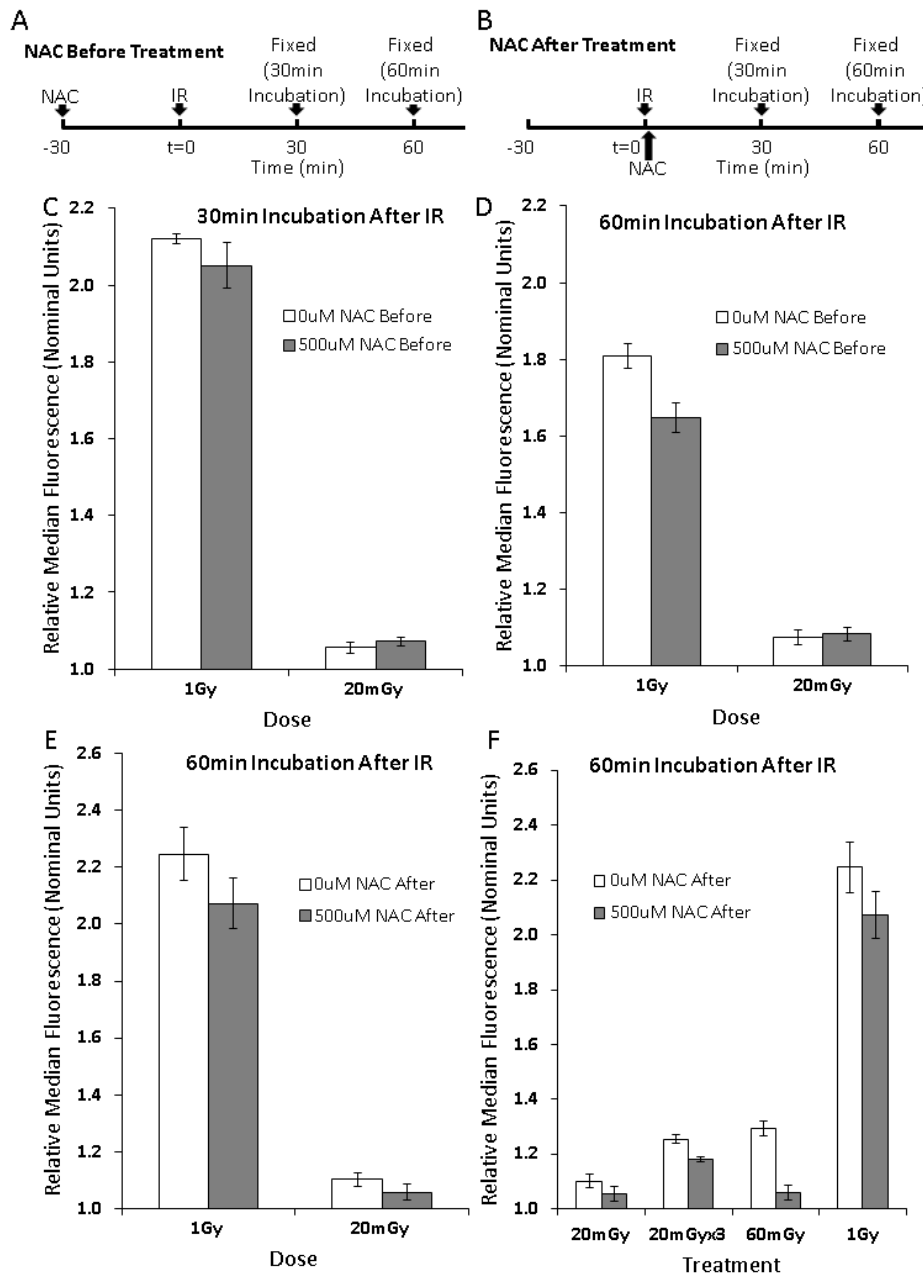 A
NAC Before Treatment
Fixed
(30min
Incubation)
Fixed
(60min
Incubation)
NAC
IR
-30
t=0
30
60
Time (min)
B
NAC After Treatment
Fixed
(30min
Incubation)
Fixed
(60min
Incubation)
IR
-30
t=0
30
60
NAC
Time (min)
C
30min Incubation After IR
Relative Median Fluorescence (Nominal Units)
2.2
2.0
1.8
1.6
1.4
1.2
1.0
0uM NAC Before
500uM NAC Before
1Gy
20mGy
Dose
D
60min Incubation After IR
Relative Median Fluorescence (Nominal Units)
2.2
2.0
1.8
1.6
1.4
1.2
1.0
0uM NAC Before
500uM NAC Before
1Gy
20mGy
Dose
E
60min Incubation After IR
Relative Median Fluorescence (Nominal Units)
2.6
2.4
2.2
2.0
1.8
1.6
1.4
1.2
1.0
0uM NAC After
500uM NAC After
1Gy
20mGy
Dose
F
60min Incubation After IR
Relative Median Fluorescence (Nominal Units)
2.6
2.4
2.2
2.0
1.8
1.6
1.4
1.2
1.0
0uM NAC After
500uM NAC After
20mGy
20mGyx3
60mGy
1Gy
Treatment